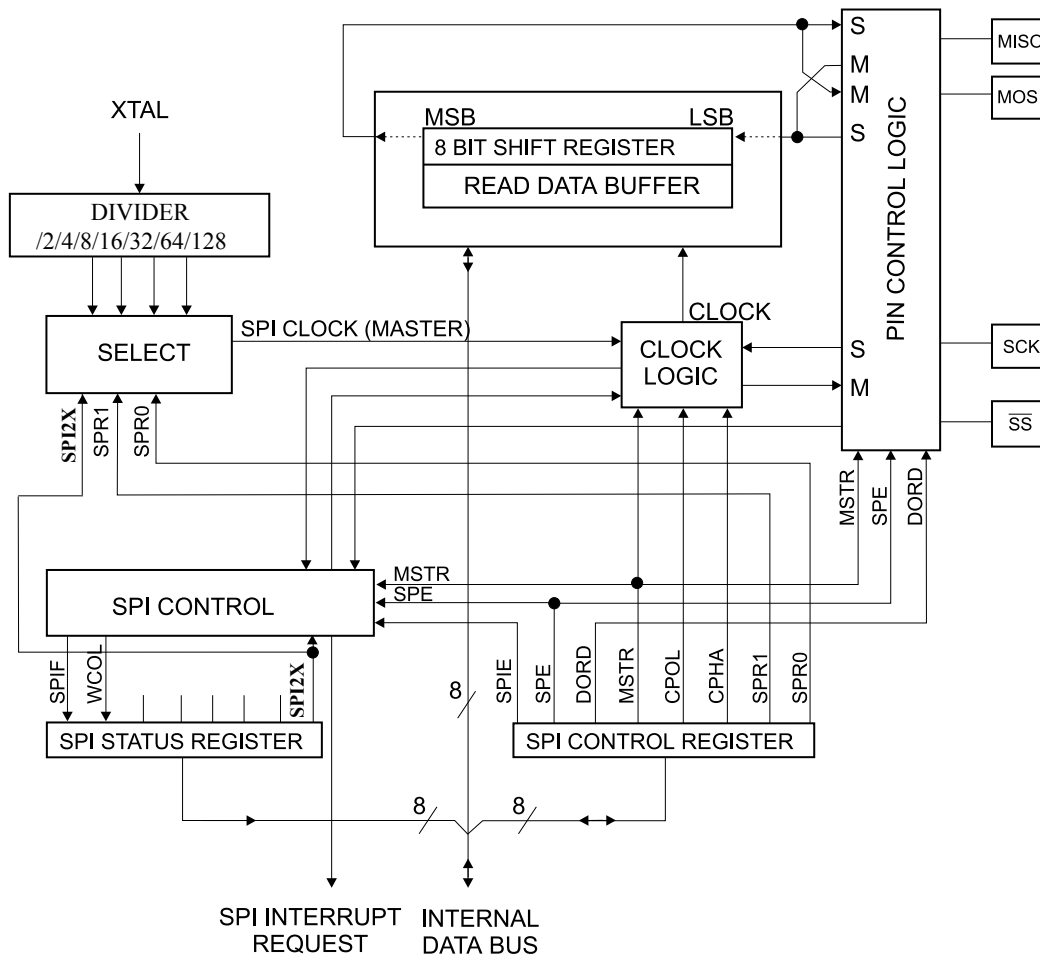 S
MISO
M
M
MOS
XTAL
MSB
LSB
S
8 BIT SHIFT REGISTER
READ DATA BUFFER
PIN CONTROL LOGIC
DIVIDER
/2/4/8/16/32/64/128
SPI CLOCK (MASTER)
CLOCK
SELECT
CLOCK
LOGIC
S
M
SCK
SS
SPI2X
SPR1
SPR0
MSTR
SPE
DORD
MSTR
SPE
SPI CONTROL
SPIF
WCOL
SPI2X
8
SPIE
SPE
DORD
MSTR
CPOL
CPHA
SPR1
SPR0
SPI STATUS REGISTER
SPI CONTROL REGISTER
8
8
SPI INTERRUPT
REQUEST
INTERNAL
DATA BUS